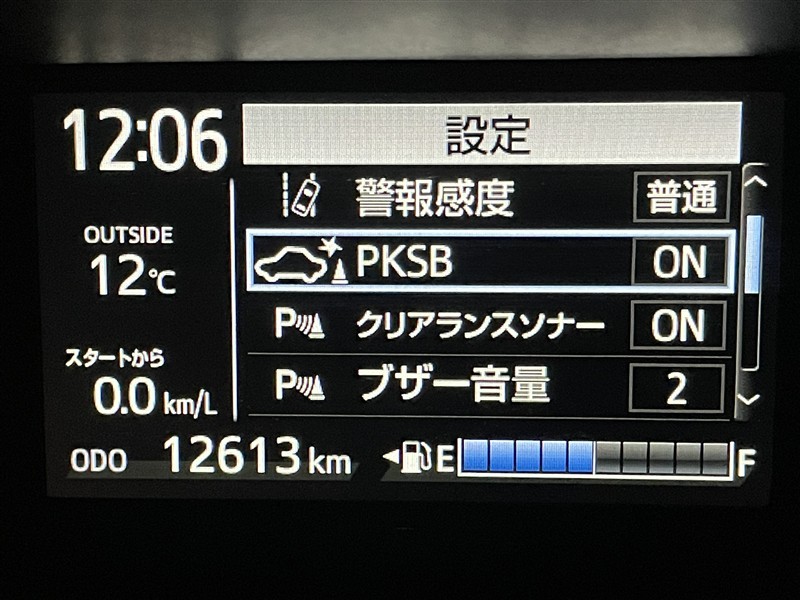 12:06
設定
警報感度 普通
OUTSIDE
12℃
PKSB ON
クリアランスソナー ON
スタートから
0.0 km/L
ブザー音量 2
ODO 12613 km
E F